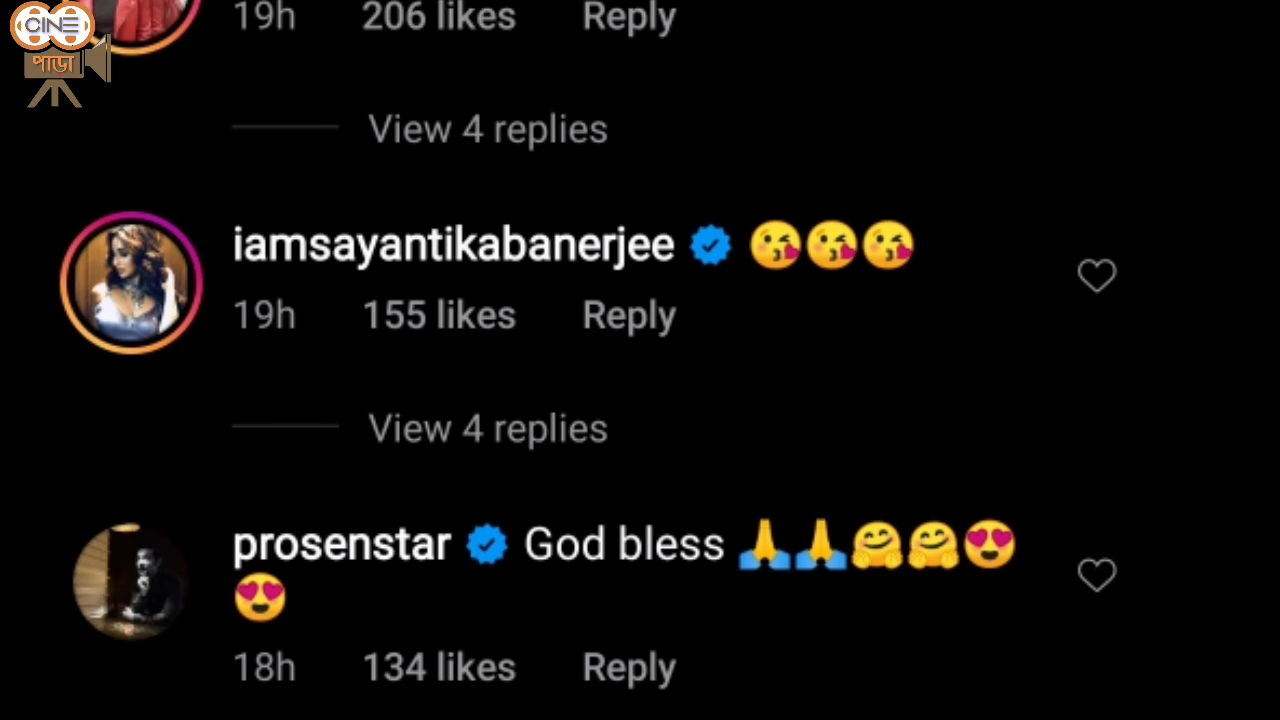 CINE
পাড়া
19h 206 likes Reply
View 4 replies
iamsayantikabanerjee 😘😘😘
19h 155 likes Reply
View 4 replies
prosenstar God bless 🙏🙏🤗🤗😍
😍
18h 134 likes Reply